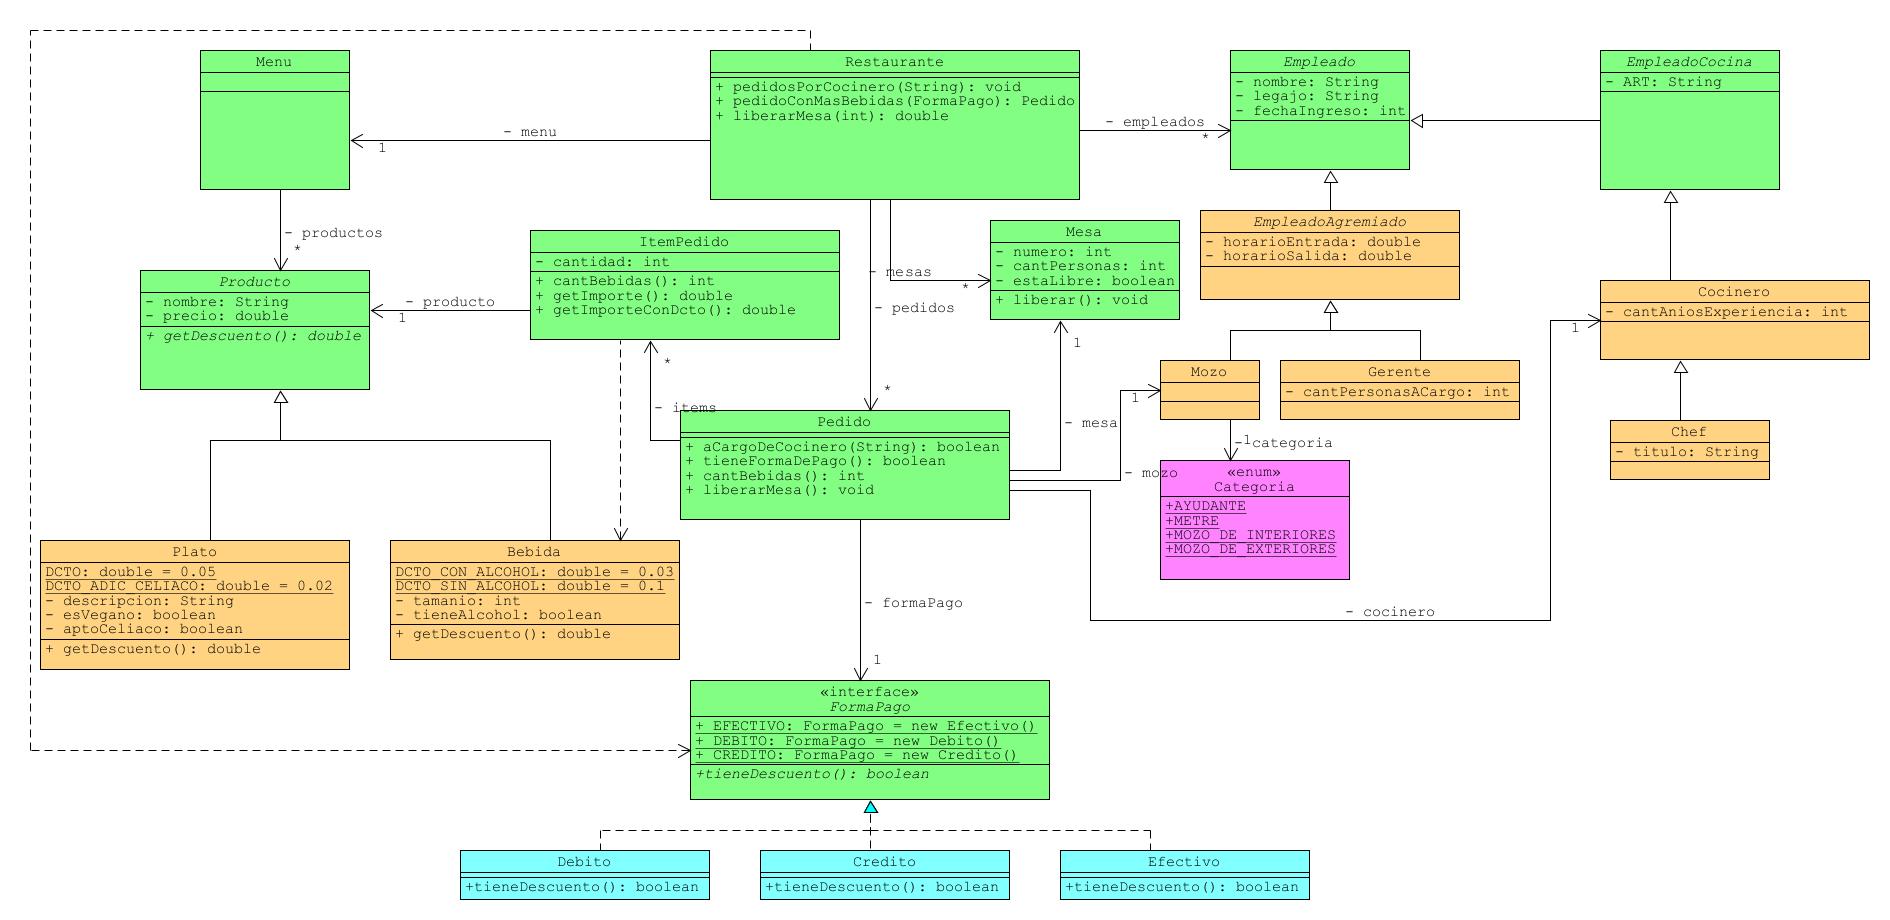 Menu
Restaurante
+ pedidosPorCocinero(String): void
+ pedidoConMasBebidas(FormaPago): Pedido
+ liberarMesa(int): double
Empleado
- nombre: String
- legajo: String
- fechaIngreso: int
EmpleadoCocina
- ART: String
- menu
1
- empleados
*
- productos
*
ItemPedido
- cantidad: int
+ cantBebidas(): int
+ getImporte(): double
+ getImporteConDcto(): double
Mesa
- numero: int
- cantPersonas: int
- estaLibre: boolean
+ liberar(): void
EmpleadoAgremiado
- horarioEntrada: double
- horarioSalida: double
- mesas
*
- pedidos
*
Producto
- nombre: String
- precio: double
+ getDescuento(): double
- producto
1
Cocinero
- cantAniosExperiencia: int
1
1
*
- items
Mozo
Gerente
- cantPersonasACargo: int
1
- mesa
- mozo
Pedido
+ aCargoDeCocinero(String): boolean
+ tieneFormaDePago(): boolean
+ cantBebidas(): int
+ liberarMesa(): void
- categoria
1
Chef
- titulo: String
«enum»
Categoria
+AYUDANTE
+METRE
+MOZO_DE_INTERIORES
+MOZO_DE_EXTERIORES
Plato
DCTO: double = 0.05
DCTO_ADIC_CELIACO: double = 0.02
- descripcion: String
- esVegano: boolean
- aptoCeliaco: boolean
+ getDescuento(): double
Bebida
DCTO_CON_ALCOHOL: double = 0.03
DCTO_SIN_ALCOHOL: double = 0.1
- tamanio: int
- tieneAlcohol: boolean
+ getDescuento(): double
- formaPago
1
- cocinero
«interface»
FormaPago
+ EFECTIVO: FormaPago = new Efectivo()
+ DEBITO: FormaPago = new Debito()
+ CREDITO: FormaPago = new Credito()
+tieneDescuento(): boolean
Debito
+tieneDescuento(): boolean
Credito
+tieneDescuento(): boolean
Efectivo
+tieneDescuento(): boolean